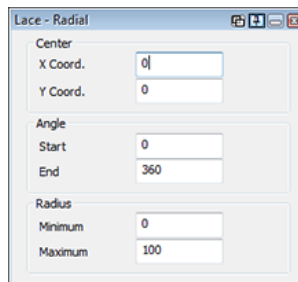 Lace - Radial
Center
X Coord. 0
Y Coord. 0
Angle
Start 0
End 360
Radius
Minimum 0
Maximum 100